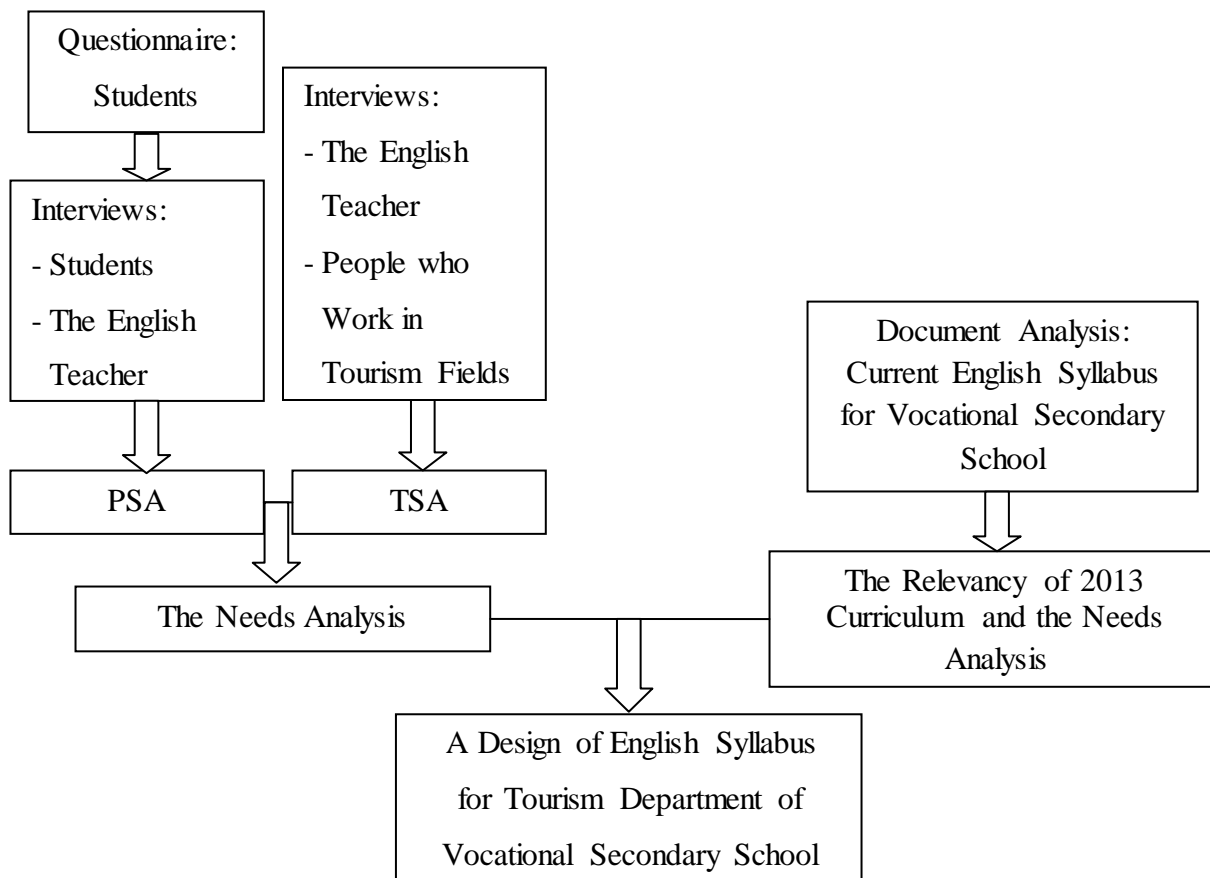 Questionnaire:
Students
Interviews:
- Students
- The English
Teacher
PSA
Interviews:
- The English
Teacher
- People who
Work in
Tourism Fields
TSA
The Needs Analysis
Document Analysis:
Current English Syllabus
for Vocational Secondary
School
The Relevancy of 2013
Curriculum and the Needs
Analysis
A Design of English Syllabus
for Tourism Department of
Vocational Secondary School